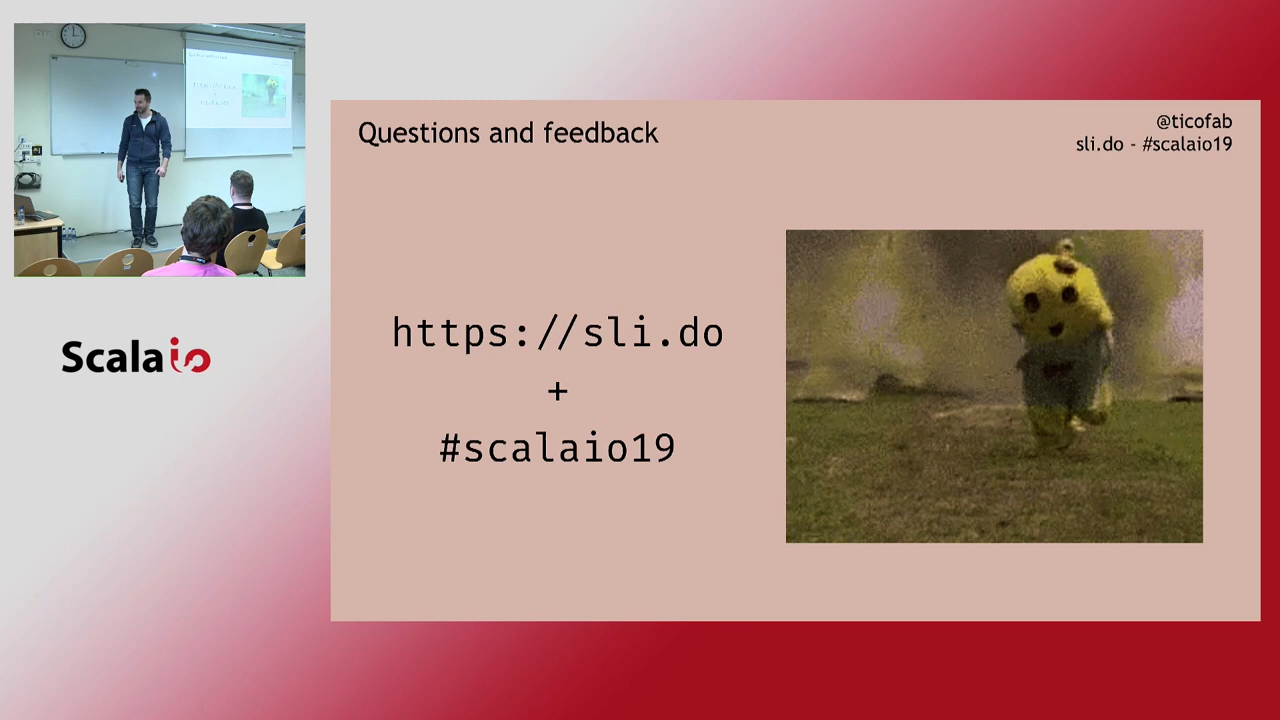 Questions and feedback
@ticofab
sli.do - #scalaio19
https://sli.do
+
#scalaio19
Scalaio